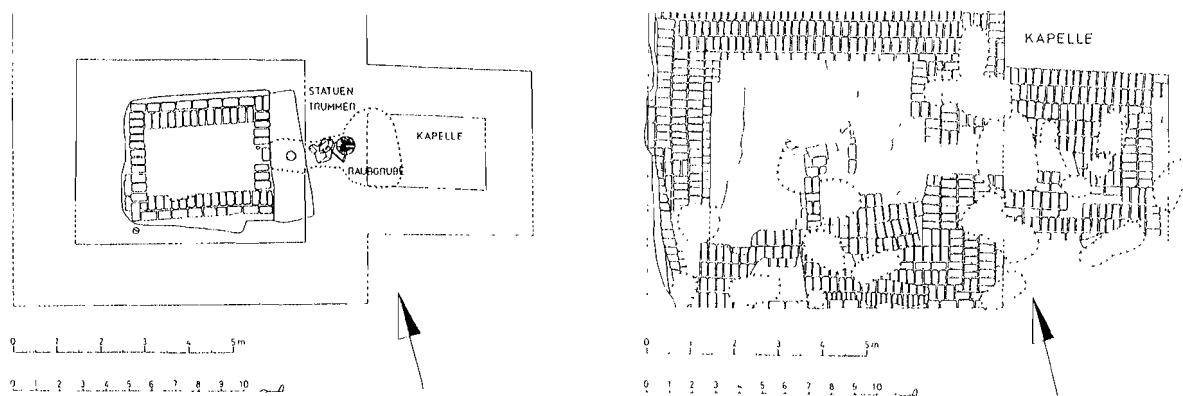 STATUEN
TRUMMER
KAPELLE
RAUBGRUBE
0 1 2 3 4 5m
0 1 2 3 4 5 6 7 8 9 10
KAPELLE
0 1 2 3 4 5m
0 1 2 3 4 5 6 7 8 9 10